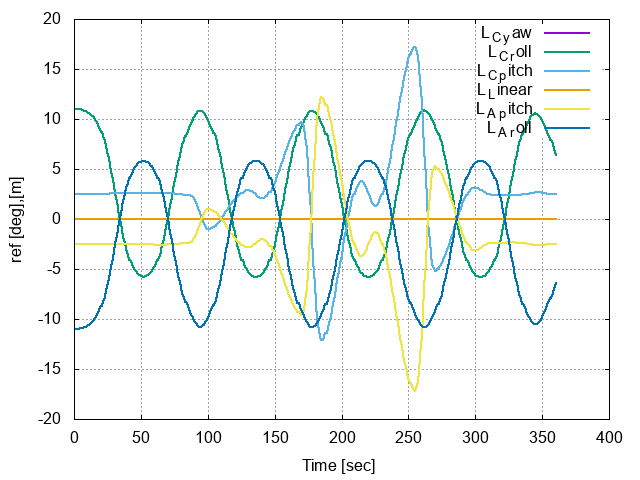 20
15
10
5
0
-5
-10
-15
-20
ref [deg],[m]
L_Cyaw
L_Croll
L_Cpitch
L_Linear
L_Apitch
L_Aroll
0 50 100 150 200 250 300 350 400
Time [sec]